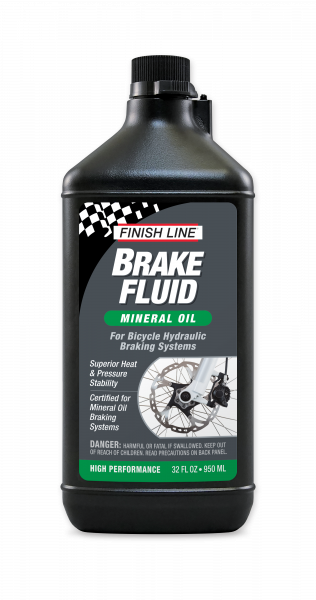 FINISH LINE
BRAKE
FLUID
MINERAL OIL
For Bicycle Hydraulic
Braking Systems
Superior Heat
& Pressure
Stability
Certified for
Mineral Oil
Braking
Systems
DANGER: HARMFUL OR FATAL IF SWALLOWED. KEEP OUT
OF REACH OF CHILDREN. READ PRECAUTIONS ON BACK PANEL.
HIGH PERFORMANCE 32 FL OZ • 950 ML